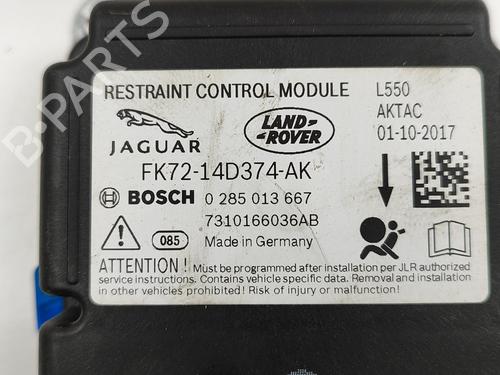 RESTRAINT CONTROL MODULE
L550
AKTAC
01-10-2017
JAGUAR
LAND-
ROVER
FK72-14D374-AK
BOSCH 0 285 013 667
7310166036AB
085 Made in Germany
ATTENTION! Must be programmed after installation per JLR authorized
service instructions. Contains vehicle specific data. Removal and installation
in other vehicles prohibited! Risk of injury or malfunction!
B-PARTS